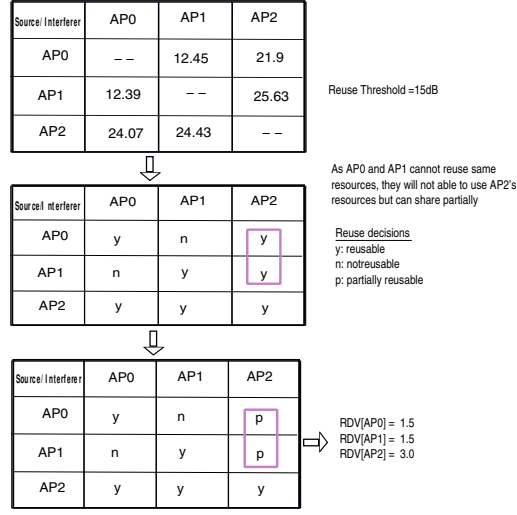 Source/Interferer AP0 AP1 AP2
AP0 -- 12.45 21.9
AP1 12.39 -- 25.63
AP2 24.07 24.43 --
Reuse Threshold =15dB
As AP0 and AP1 cannot reuse same
resources, they will not able to use AP2's
resources but can share partially
Source/Interferer AP0 AP1 AP2
AP0 y n y
AP1 n y y
AP2 y y y
Reuse decisions
y: reusable
n: notreusable
p: partially reusable
Source/Interferer AP0 AP1 AP2
AP0 y n p
AP1 n y p
AP2 y y y
RDV[AP0] = 1.5
RDV[AP1] = 1.5
RDV[AP2] = 3.0